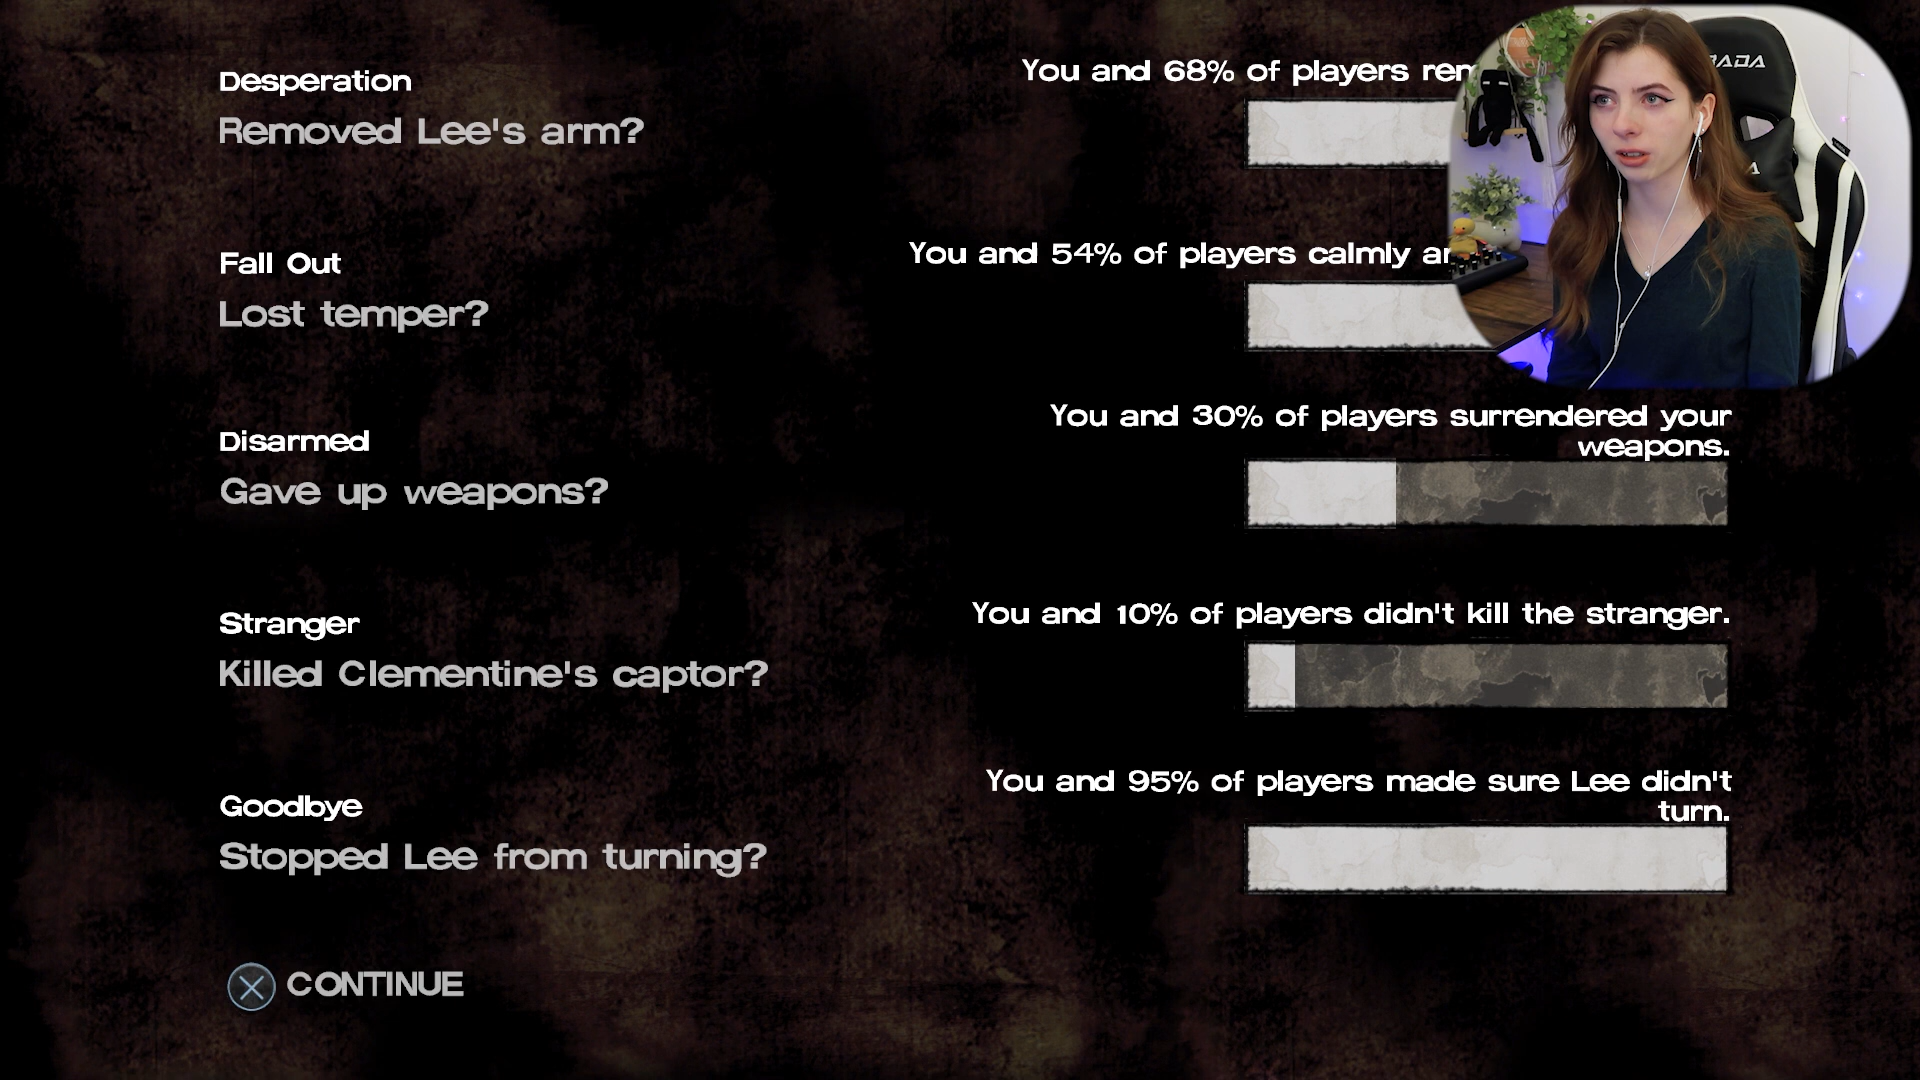 Desperation
Removed Lee's arm?
You and 68% of players
Fall Out
Lost temper?
You and 54% of players calmly
Disarmed
Gave up weapons?
You and 30% of players surrendered your
weapons.
Stranger
Killed Clementine's captor?
You and 10% of players didn't kill the stranger.
Goodbye
Stopped Lee from turning?
You and 95% of players made sure Lee didn't
turn.
CONTINUE